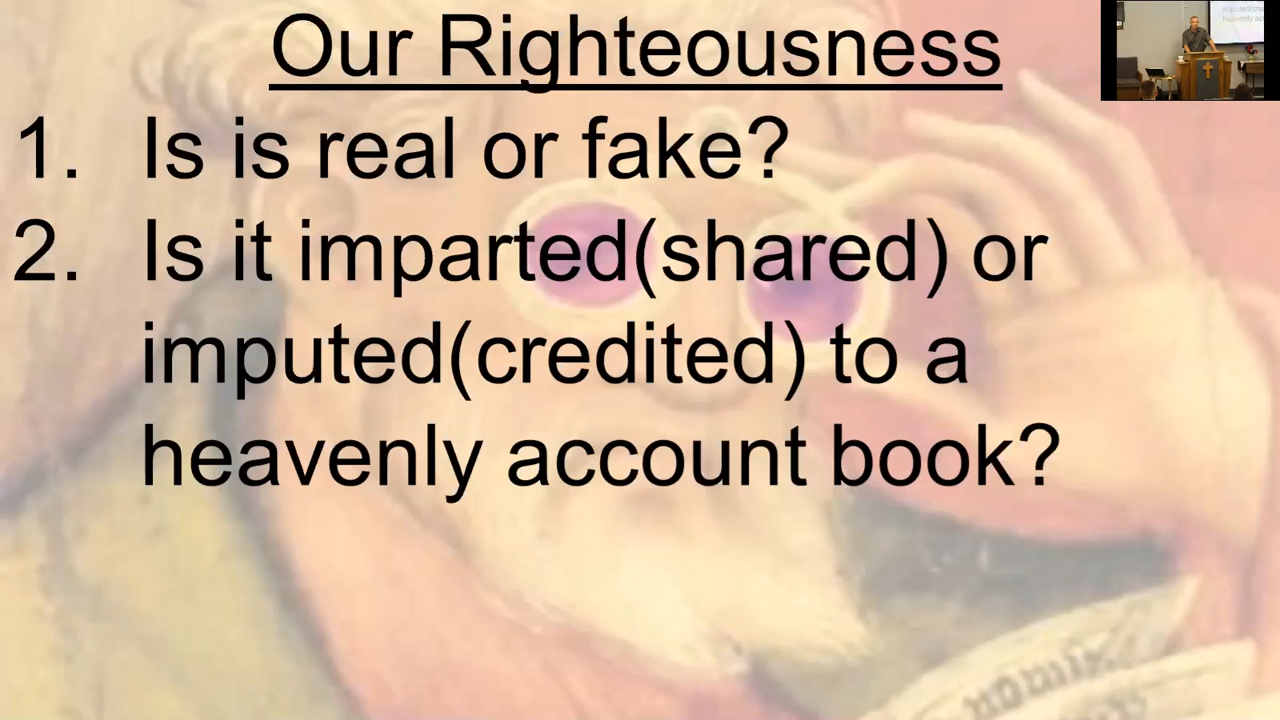 Our Righteousness
1. Is is real or fake?
2. Is it imparted(shared) or
imputed(credited) to a
heavenly account book?